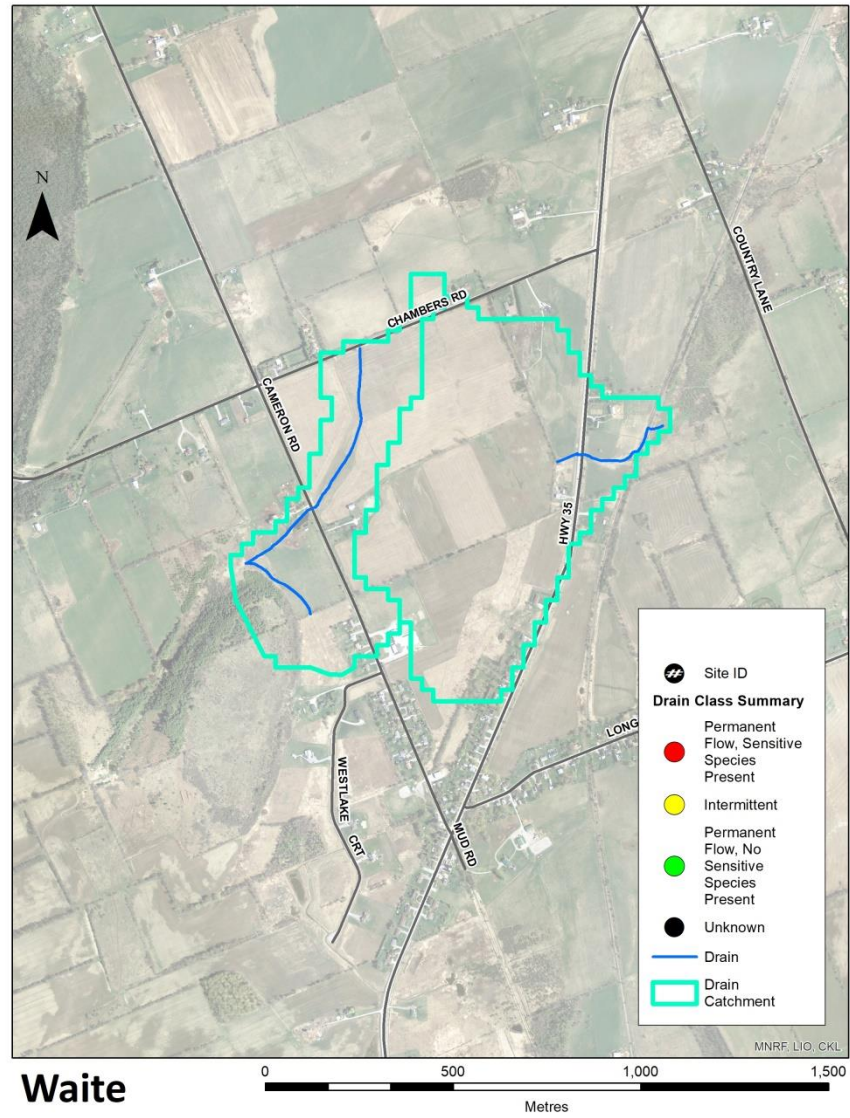 N
CHAMBERS RD
COUNTRY LANE
CAMERON RD
HWY 35
WESTLAKE
CRT
MUD RD
LONG
Site ID
Drain Class Summary
Permanent
Flow, Sensitive
Species
Present
Intermittent
Permanent
Flow, No
Sensitive
Species
Present
Unknown
Drain
Drain
Catchment
MNRF, LIO, CKL
Waite
0 500 1,000 1,500
Metres